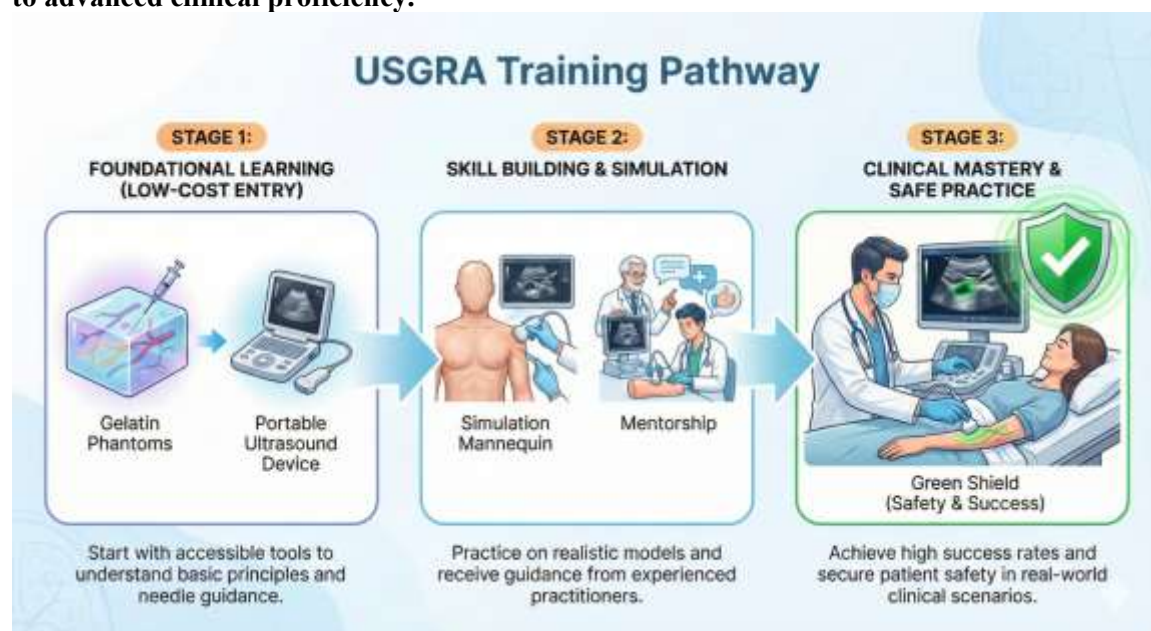 to advanced clinical proficiency.
USGRA Training Pathway
STAGE 1:
FOUNDATIONAL LEARNING
(LOW-COST ENTRY)
Gelatin
Phantoms
Portable
Ultrasound
Device
Start with accessible tools to
understand basic principles and
needle guidance.
STAGE 2:
SKILL BUILDING & SIMULATION
Simulation
Mannequin
Mentorship
Practice on realistic models and
receive guidance from experienced
practitioners.
STAGE 3:
CLINICAL MASTERY &
SAFE PRACTICE
Green Shield
(Safety & Success)
Achieve high success rates and
secure patient safety in real-world
clinical scenarios.